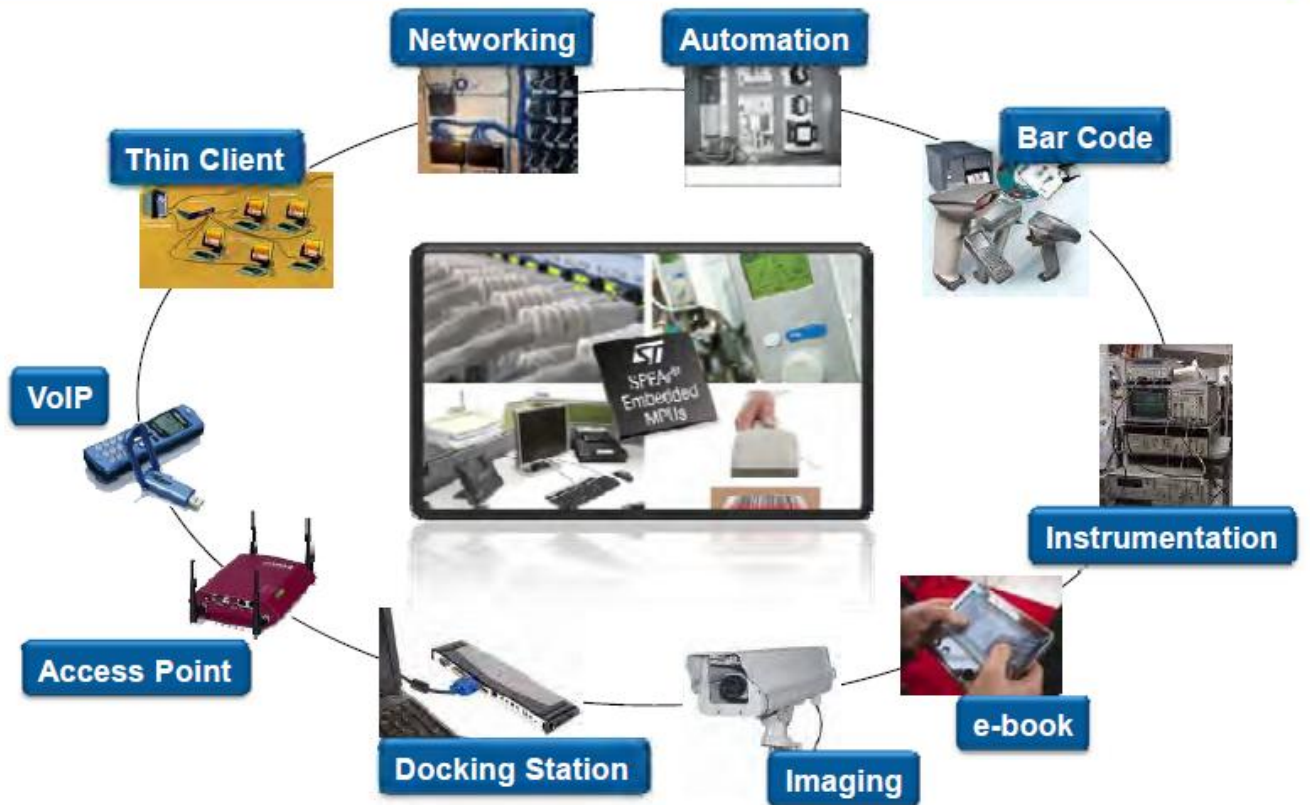 Networking
Automation
Thin Client
Bar Code
ST
SPEAr
Embedded
MPUs
VoIP
Instrumentation
Access Point
e-book
Docking Station
Imaging